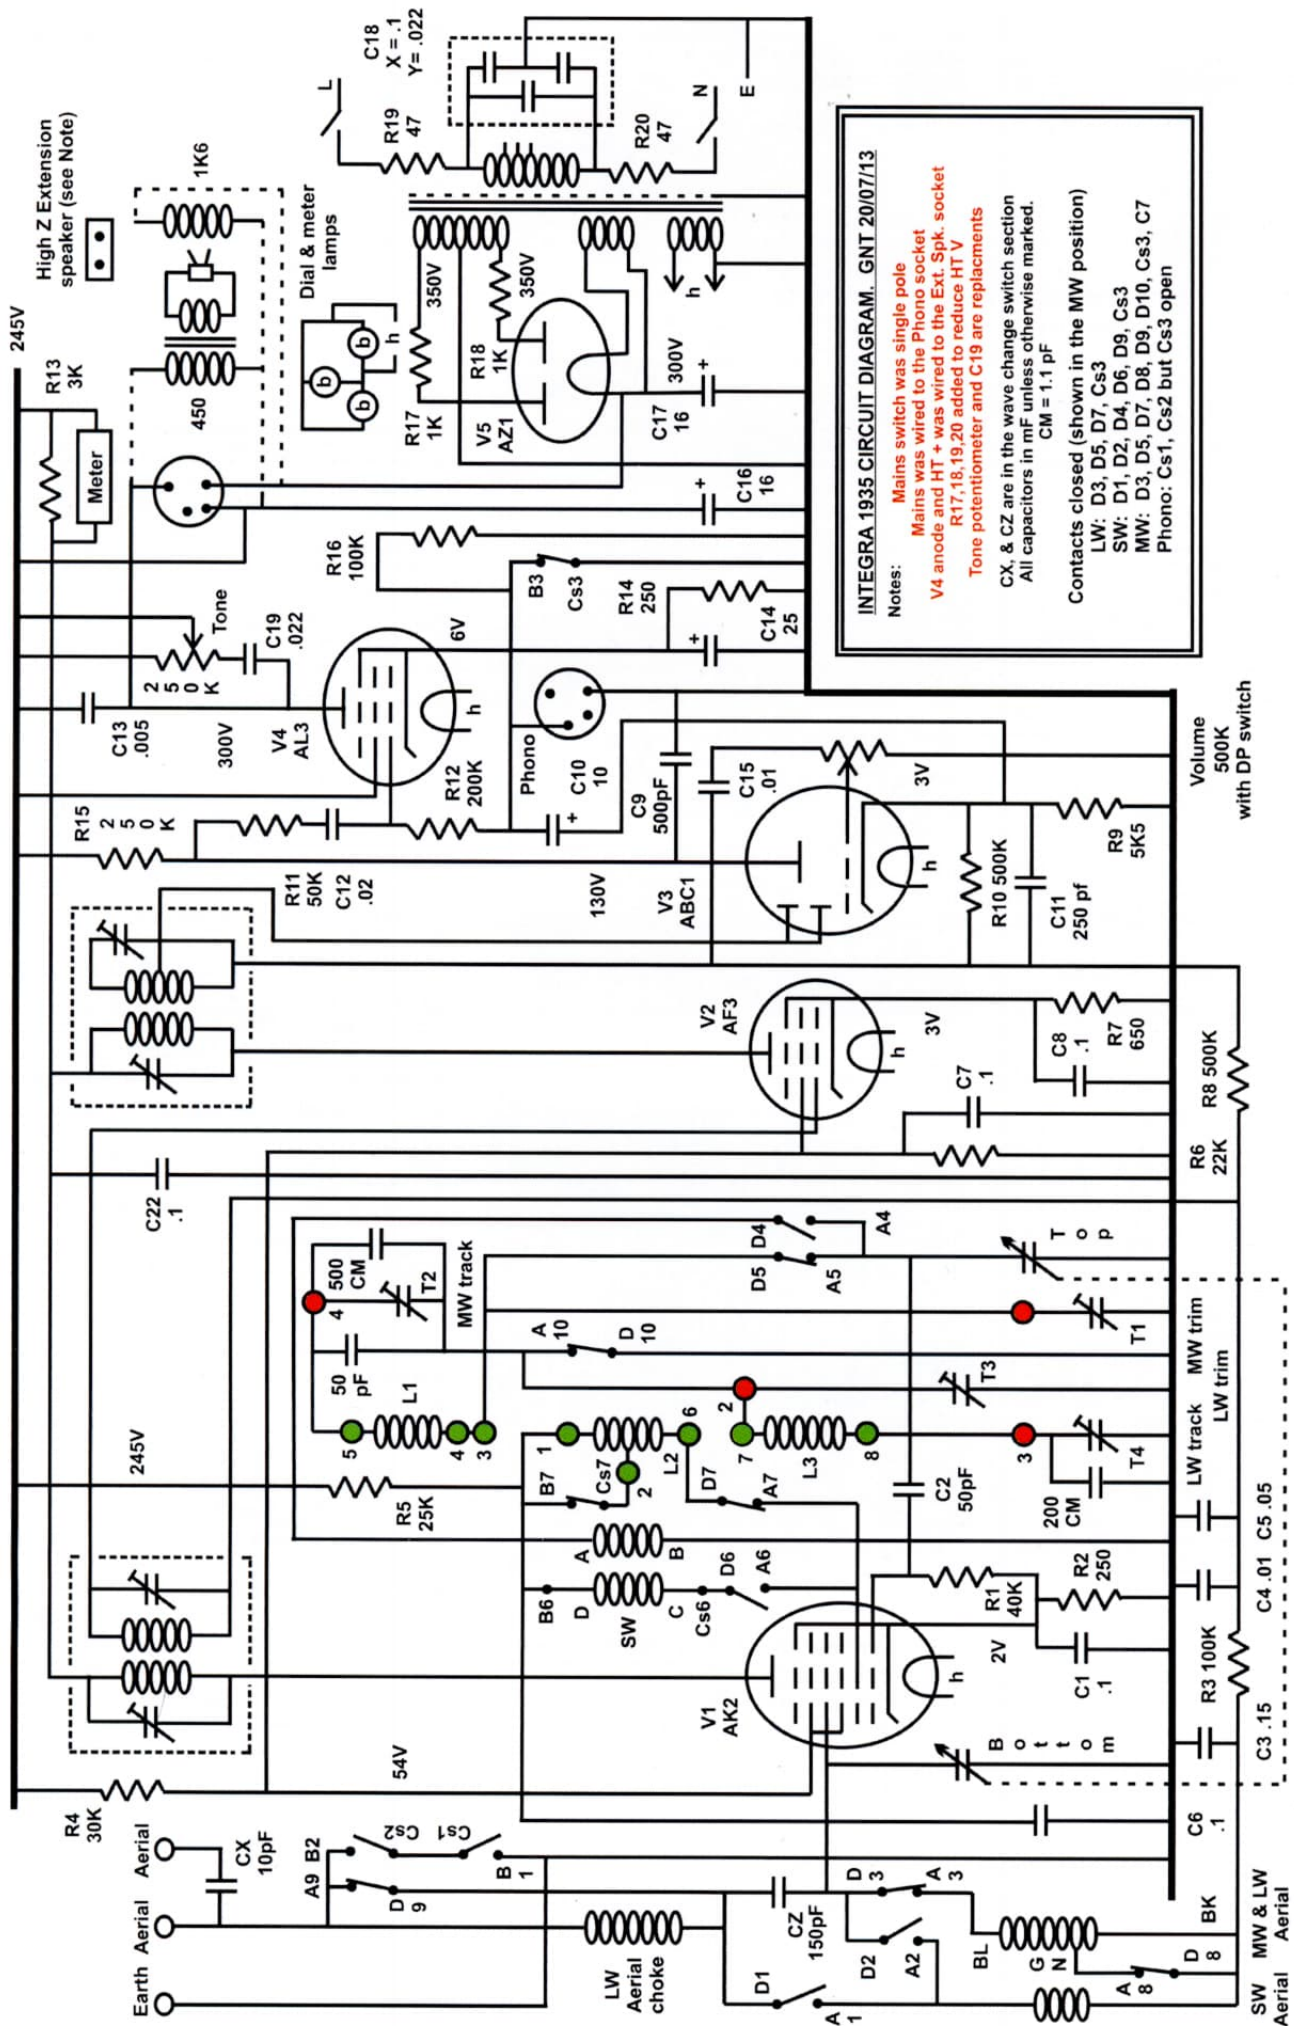 R4
30K
Earth
Aerial
Aerial
CX
10pF
A9 B2
D
9
Cs2 Cs1
B
1
LW
Aerial
choke
D1
A
1
CZ
150pF
D2
A2
D
3
A
3
BL
G
N
A
8
D
8
BK
SW
Aerial
MW & LW
Aerial
54V
245V
C6
.1
V1
AK2
h
2V
B
o
t
t
o
m
C1
.1
R1
40K
R2
250
R3 100K
C3 .15
C4 .01
C5 .05
R5
25K
B6
D
SW
C
Cs6
D6
A6
A
B
B7
Cs7
2
1
L2
6
D7
A7
7
2
L3
8
C2
50pF
3
200
CM
T4
T3
T1
LW track
MW trim
LW trim
5
L1
4
3
50
pF
4
500
CM
T2
MW track
A
10
D
10
D5
A5
D4
A4
T
o
p
C22
.1
R6
22K
C7
.1
V2
AF3
h
3V
C8
.1
R7
650
R8 500K
R15
250K
R11
50K
C12
.02
130V
V3
ABC1
h
3V
R10 500K
C11
250 pf
R9
5K5
C15
.01
C9
500pF
Volume
500K
with DP switch
C13
.005
300V
V4
AL3
h
6V
250K
Tone
C19
.022
R12
200K
Phono
C10
10
R16
100K
B3
Cs3
R14
250
+
+
C14
25
245V
R13
3K
Meter
450
High Z Extension
speaker (see Note)
1K6
Dial & meter
lamps
b
b
b
h
R17
1K
350V
R18
1K
350V
V5
AZ1
300V
C17
16
+
C16
16
+
h
R19
47
L
R20
47
N
E
C18
X = .1
Y= .022
INTEGRA 1935 CIRCUIT DIAGRAM. GNT 20/07/13
Notes:
Mains switch was single pole
Mains was wired to the Phono socket
V4 anode and HT + was wired to the Ext. Spk. socket
R17,18,19,20 added to reduce HT V
Tone potentiometer and C19 are replacments
CX, & CZ are in the wave change switch section
All capacitors in mF unless otherwise marked.
CM = 1.1 pF
Contacts closed (shown in the MW position)
LW: D3, D5, D7, Cs3
SW: D1, D2, D4, D6, D9, Cs3
MW: D3, D5, D7, D8, D9, D10, Cs3, C7
Phono: Cs1, Cs2 but Cs3 open